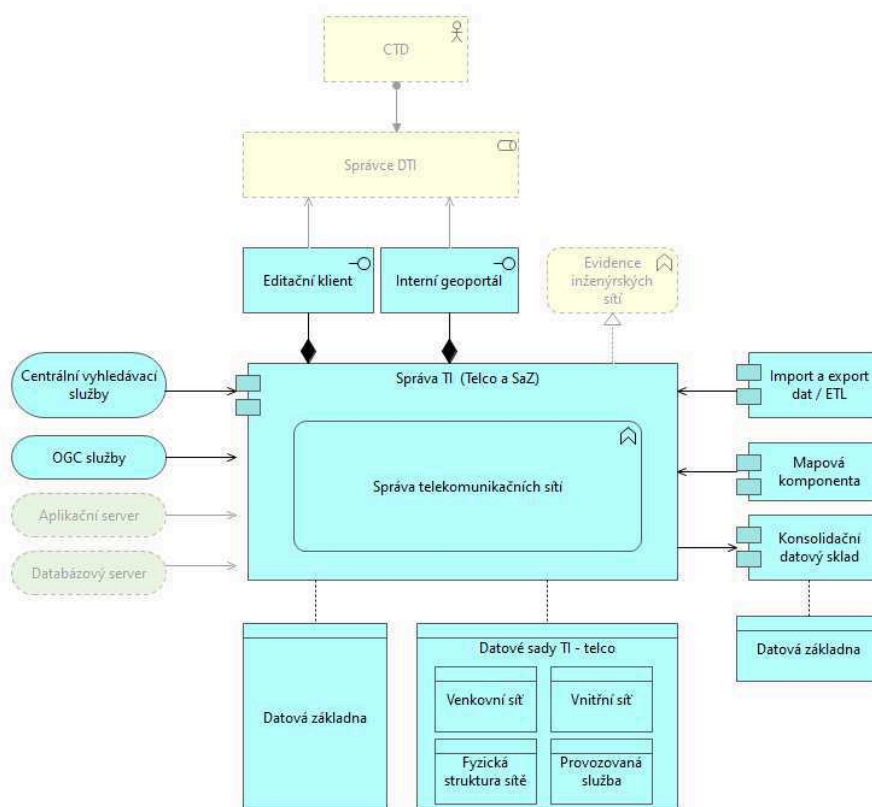 CTD
Správce DTI
Editační klient
Interní geoportál
Evidence
inženýrských
sítí
Centrální vyhledávací
služby
Správa TI (Telco a SaZ)
Import a export
dat / ETL
OGC služby
Správa telekomunikačních sítí
Mapová
komponenta
Aplikační server
Konsolidační
datový sklad
Databázový server
Datové sady TI - telco
Datová základna
Venkovní síť
Vnitřní síť
Datová základna
Fyzická
struktura sítě
Provozovaná
služba